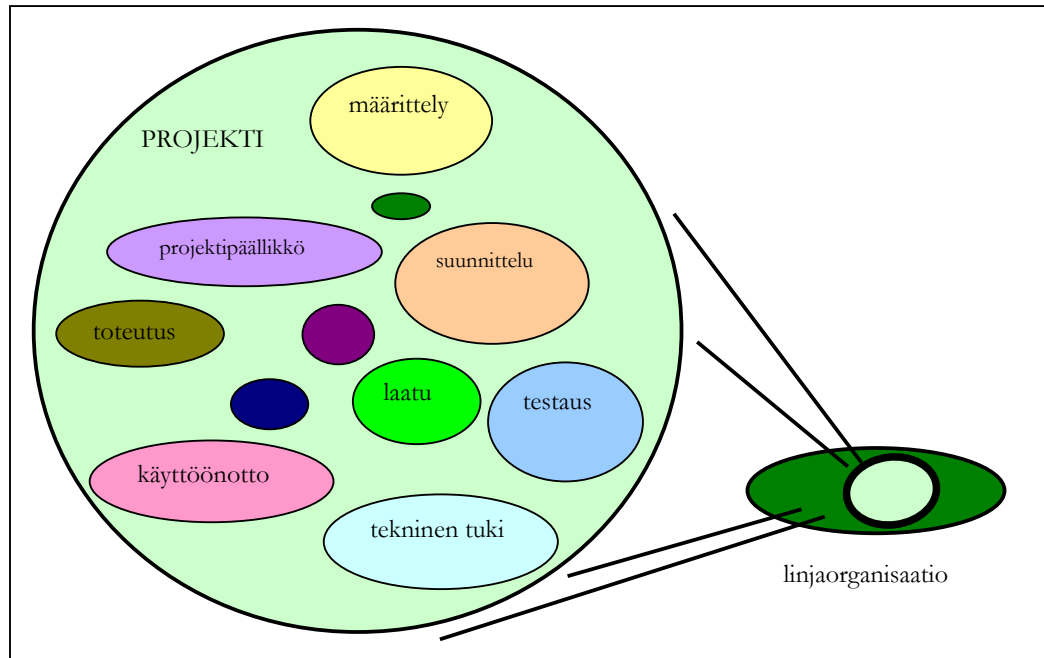 määrittely
PROJEKTI
projektipäällikkö
suunnittelu
toteutus
laatu
testaus
käyttöönotto
tekninen tuki
linjaorganisaatio